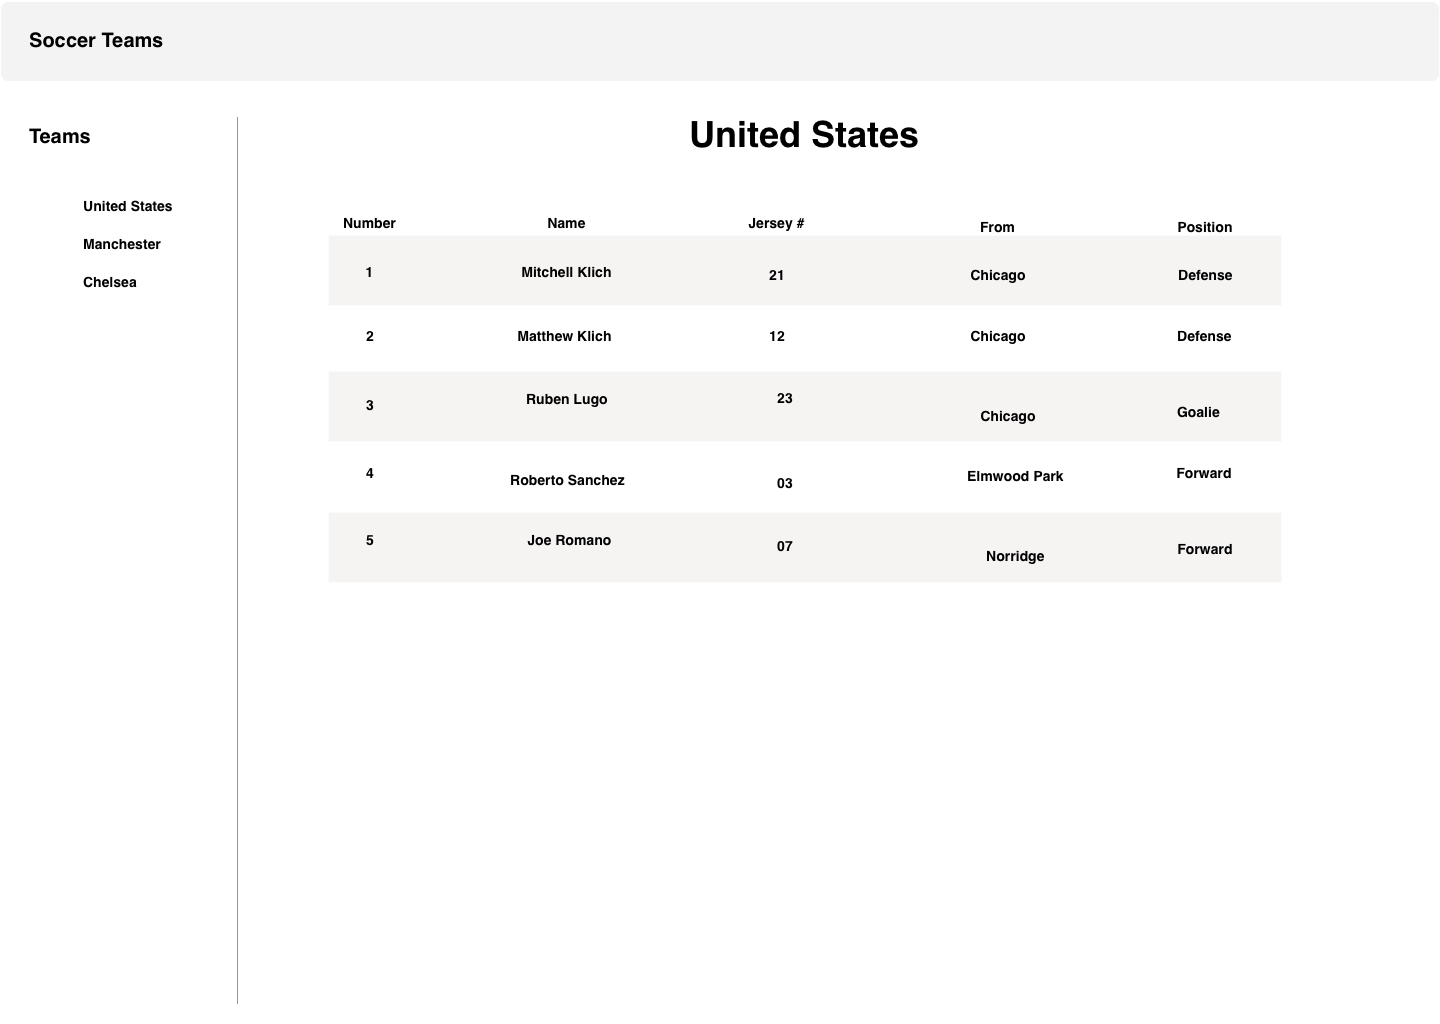 Soccer Teams
Teams
United States
Manchester
Chelsea
United States
Number Name Jersey # From Position
1 Mitchell Klich 21 Chicago Defense
2 Matthew Klich 12 Chicago Defense
3 Ruben Lugo 23 Chicago Goalie
4 Roberto Sanchez 03 Elmwood Park Forward
5 Joe Romano 07 Norridge Forward